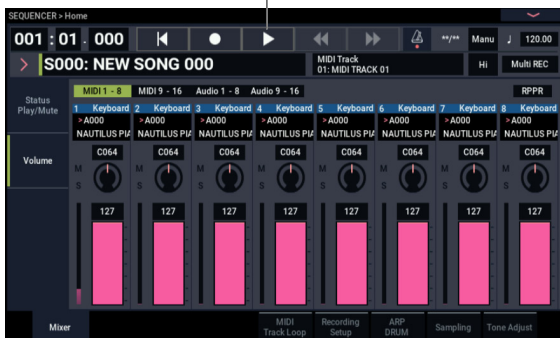 SEQUENCER > Home
001 : 01 . 000 **/** Manu ♩ 120.00
> S000: NEW SONG 000 MIDI Track 01: MIDI TRACK 01 Hi Multi REC
MIDI 1 - 8 MIDI 9 - 16 Audio 1 - 8 Audio 9 - 16 RPPR
Status Play/Mute
1 Keyboard 2 Keyboard 3 Keyboard 4 Keyboard 5 Keyboard 6 Keyboard 7 Keyboard 8 Keyboard
>A000 >A000 >A000 >A000 >A000 >A000 >A000 >A000
NAUTILUS PIA NAUTILUS PIA NAUTILUS PIA NAUTILUS PIA NAUTILUS PIA NAUTILUS PIA NAUTILUS PIA NAUTILUS PIA
Volume
C064 C064 C064 C064 C064 C064 C064 C064
M M M M M M M M
S S S S S S S S
127 127 127 127 127 127 127 127
Mixer MIDI Track Loop Recording Setup ARP DRUM Sampling Tone Adjust